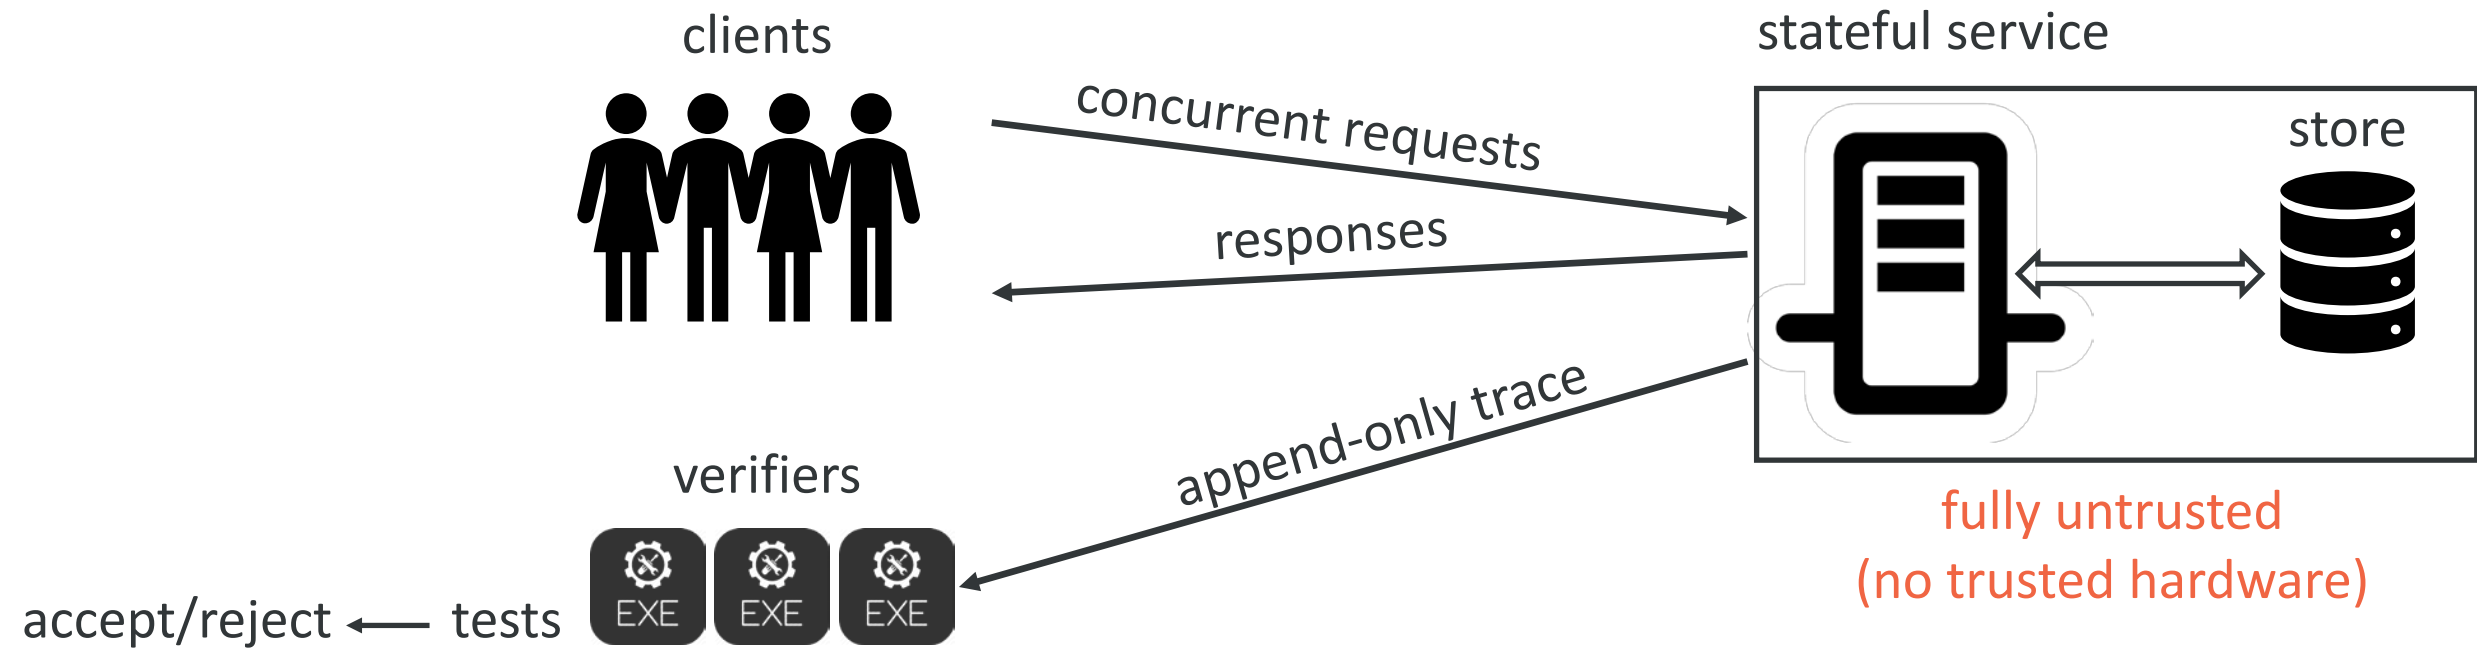 clients
stateful service
concurrent requests
store
responses
append-only trace
verifiers
fully untrusted
(no trusted hardware)
EXE
EXE
EXE
accept/reject
tests